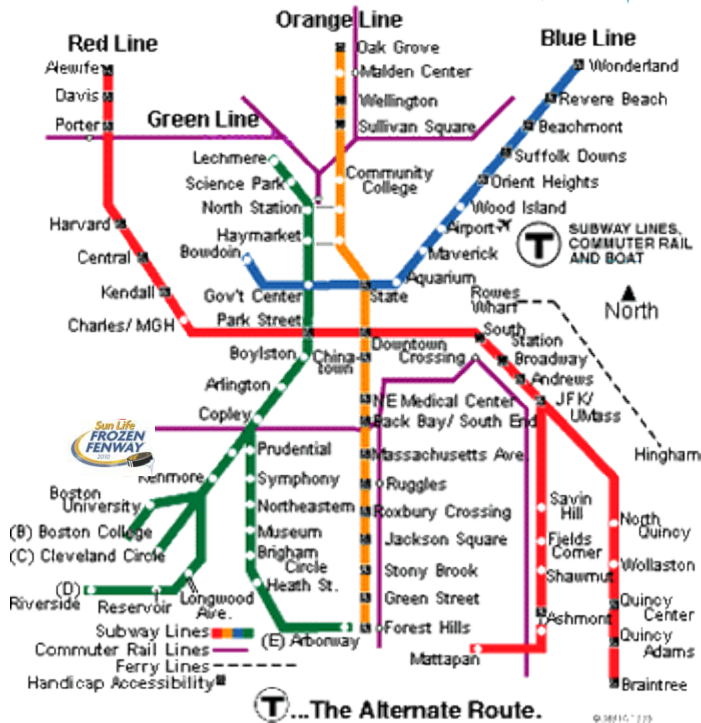 Orange Line
Red Line
Blue Line
Green Line
Alewife
Davis
Porter
Oak Grove
Malden Center
Wellington
Sullivan Square
Community
College
Wonderland
Revere Beach
Beachmont
Suffolk Downs
Orient Heights
Wood Island
Airport
Maverick
Aquarium
Lechmere
Science Park
North Station
Haymarket
Bowdoin
Gov't Center
State
Harvard
Central
Kendall
Charles/ MGH
Park Street
T
SUBWAY LINES,
COMMUTER RAIL
AND BOAT
North
Rowes
Wharf
South
Station
Downtown
Crossing
Broadway
Andrews
JFK/
UMass
Hingham
Boylston
China-
town
Arlington
Copley
NE Medical Center
Back Bay/ South End
Massachusetts Ave.
Ruggles
Roxbury Crossing
Jackson Square
Stony Brook
Green Street
Forest Hills
Sun Life
FROZEN
FENWAY
2010
Kenmore
Boston
University
(B) Boston College
(C) Cleveland Circle
(D)
Riverside
Reservoir
Longwood
Ave.
Prudential
Symphony
Northeastern
Museum
Brigham
Circle
Heath St.
(E) Arborway
Savin
Hill
Fields
Corner
Shawmut
Ashmont
Mattapan
North
Quincy
Wollaston
Quincy
Center
Quincy
Adams
Braintree
Subway Lines
Commuter Rail Lines
Ferry Lines
Handicap Accessibility
T ...The Alternate Route.